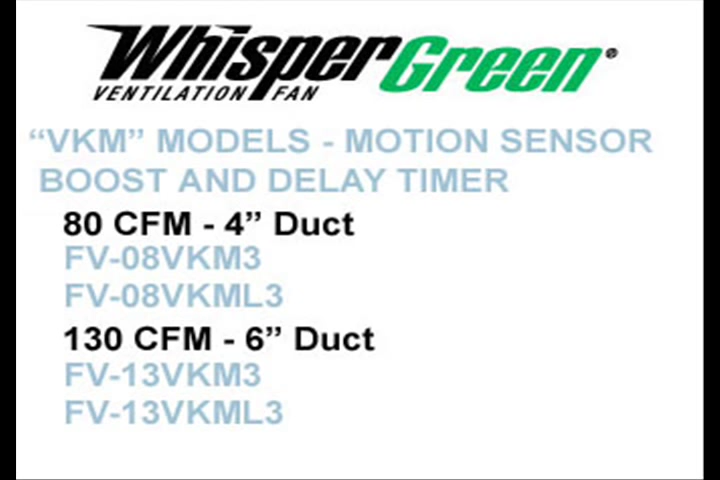 WhisperGreen®
VENTILATION FAN
“VKM” MODELS - MOTION SENSOR
BOOST AND DELAY TIMER
80 CFM - 4” Duct
FV-08VKM3
FV-08VKML3
130 CFM - 6” Duct
FV-13VKM3
FV-13VKML3